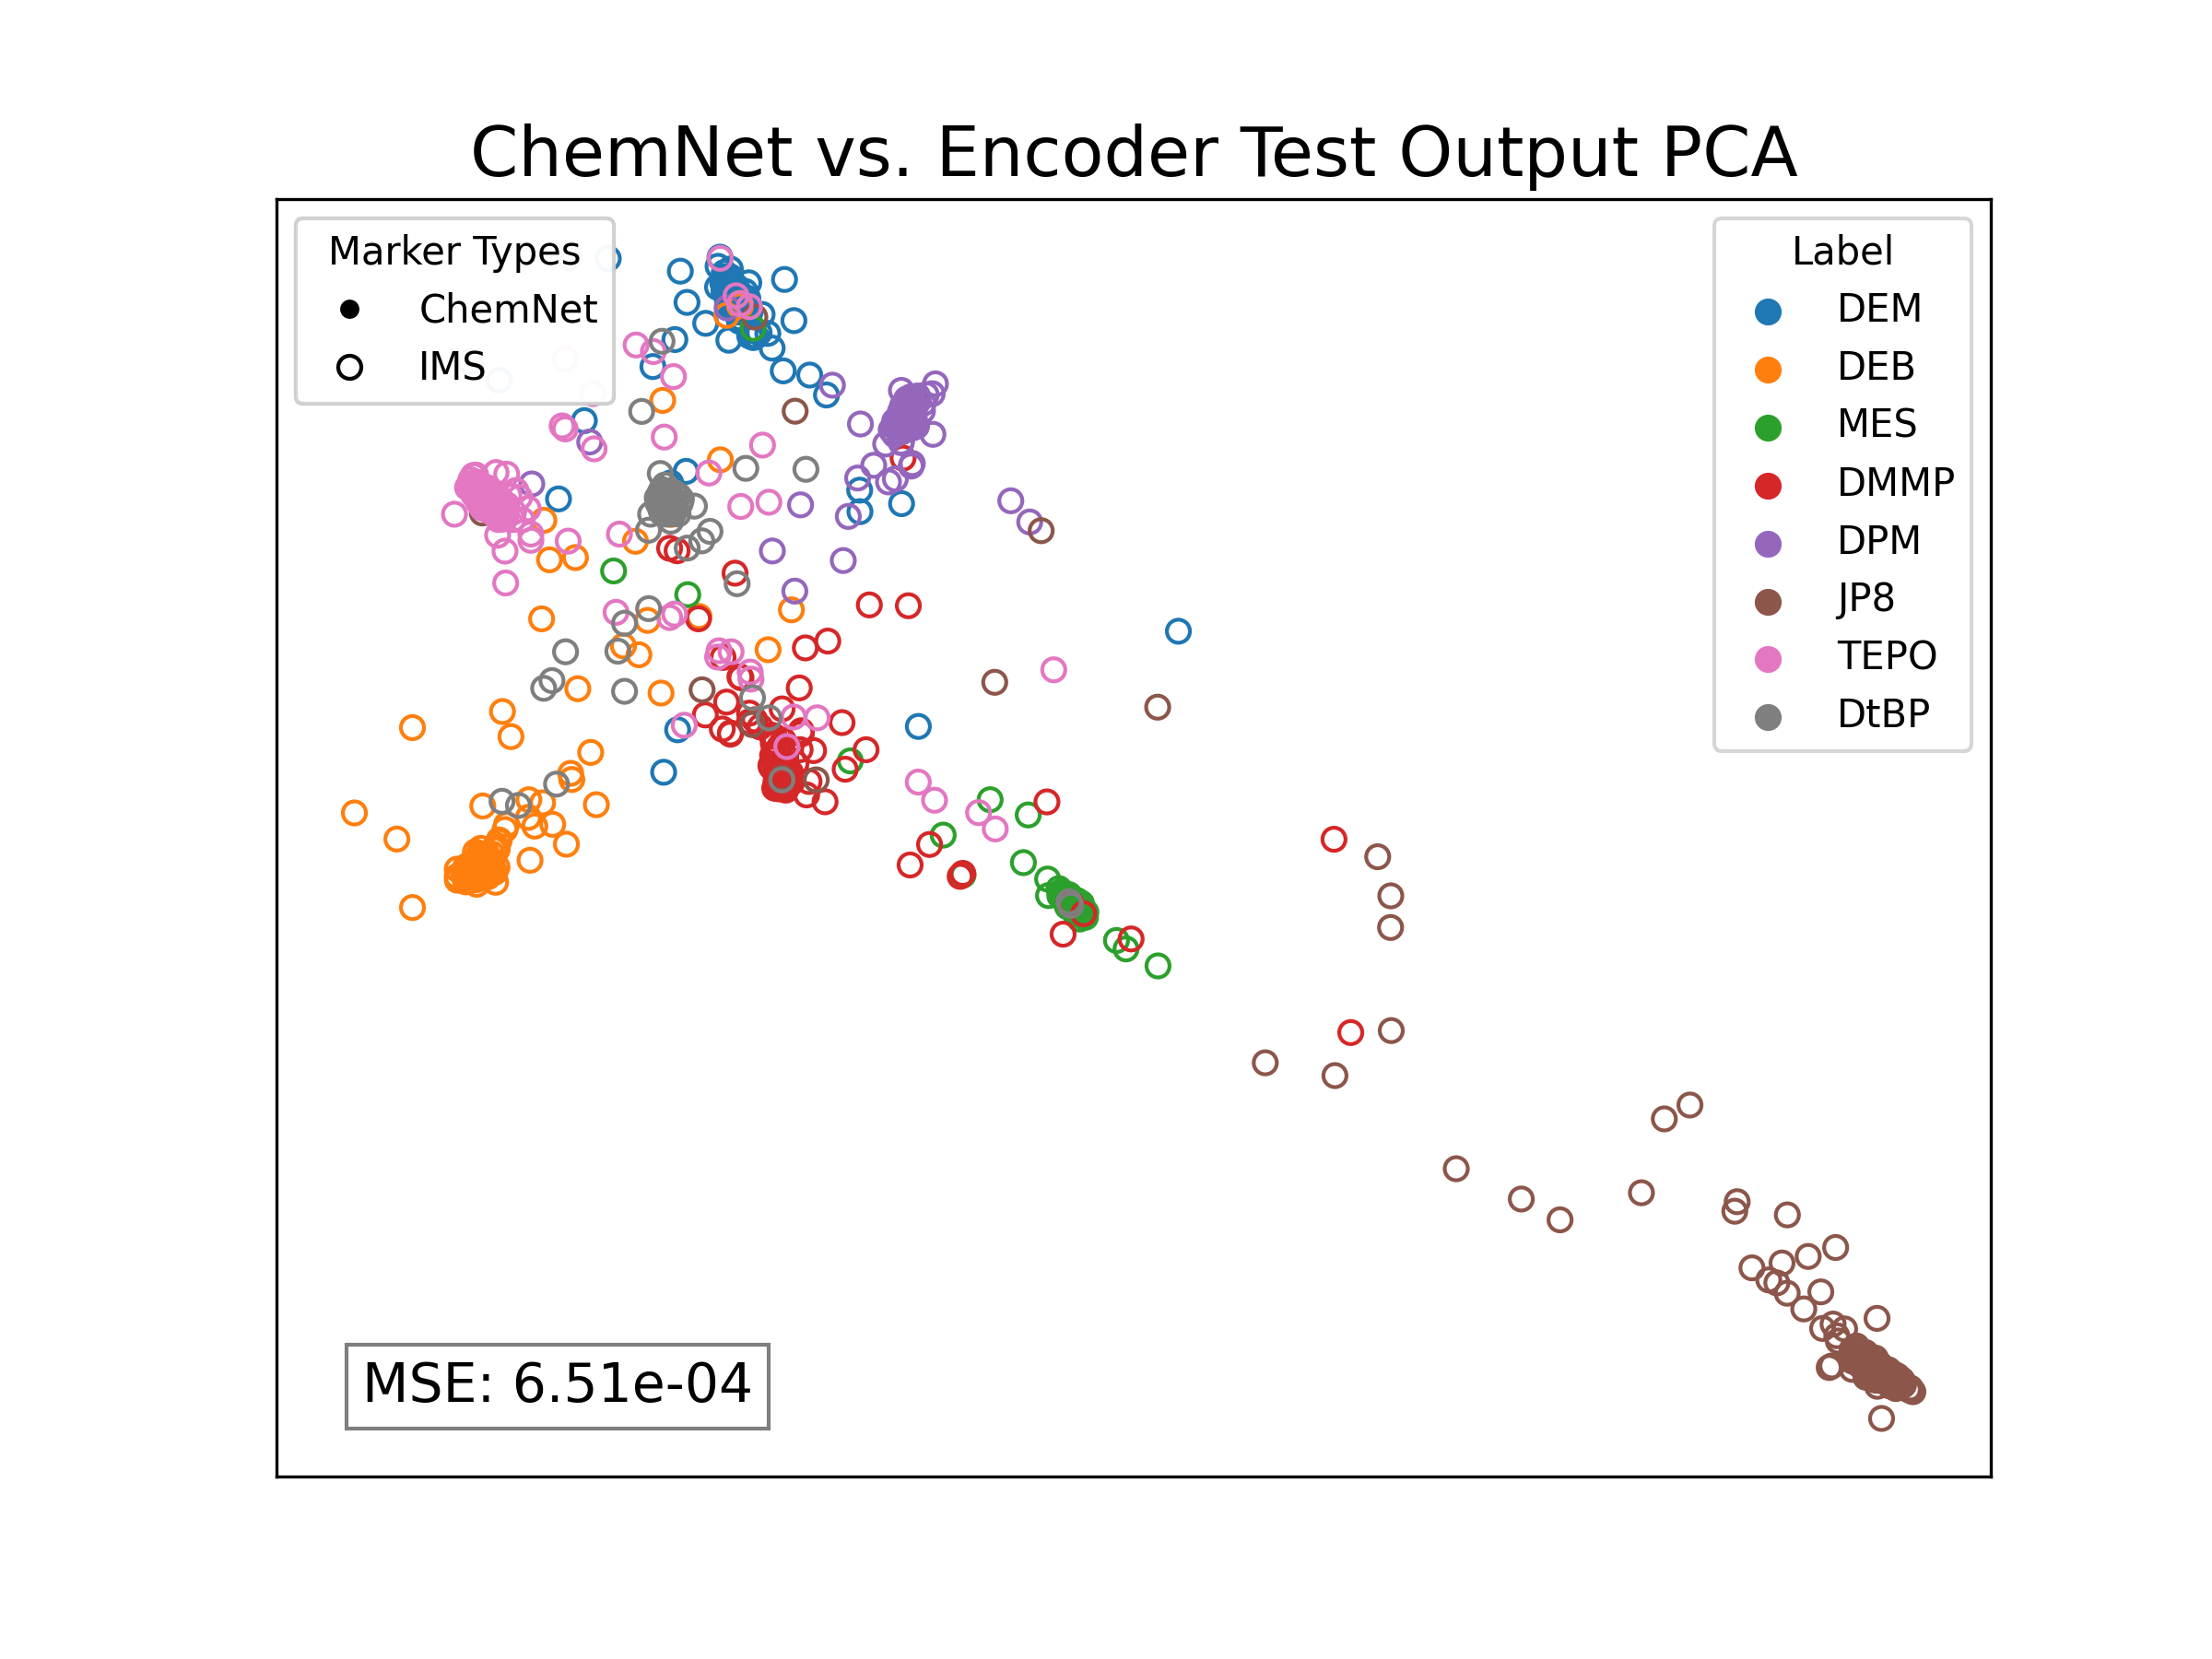 ChemNet vs. Encoder Test Output PCA
Marker Types
ChemNet
IMS
Label
DEM
DEB
MES
DMMP
DPM
JP8
TEPO
DtBP
MSE: 6.51e-04